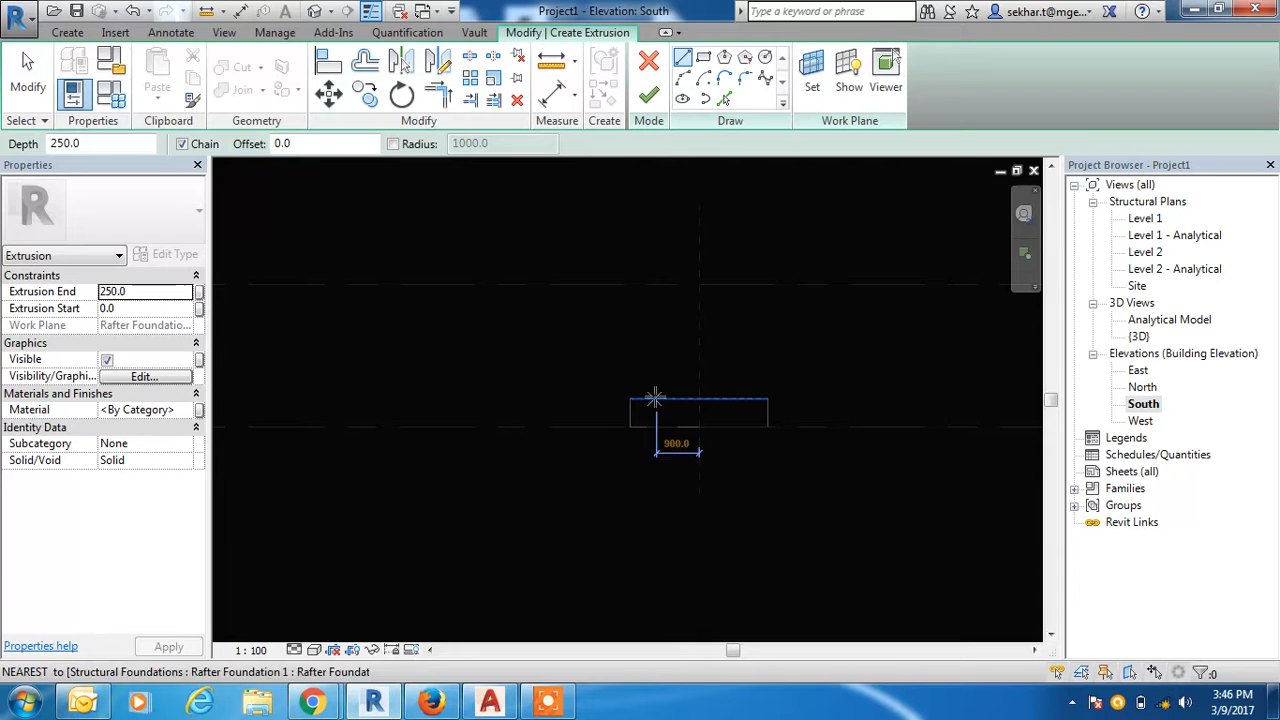 Project1 - Elevation: South
Type a keyword or phrase
sekhar.t@mge...
Create Insert Annotate View Manage Add-Ins Quantification Vault Modify | Create Extrusion
Modify
Paste
Cut
Join
Set Show Viewer
Select Properties Clipboard Geometry Modify Measure Create Mode Draw Work Plane
Depth 250.0 Chain Offset: 0.0 Radius: 1000.0
Properties
R
Extrusion Edit Type
Constraints
Extrusion End 250.0
Extrusion Start 0.0
Work Plane Rafter Foundatio...
Graphics
Visible
Visibility/Graphi... Edit...
Materials and Finishes
Material <By Category>
Identity Data
Subcategory None
Solid/Void Solid
Properties help Apply
900.0
1 : 100
Project Browser - Project1
Views (all)
Structural Plans
Level 1
Level 1 - Analytical
Level 2
Level 2 - Analytical
Site
3D Views
Analytical Model
{3D}
Elevations (Building Elevation)
East
North
South
West
Legends
Schedules/Quantities
Sheets (all)
Families
Groups
Revit Links
NEAREST to [Structural Foundations : Rafter Foundation 1 : Rafter Foundat
:0
3:46 PM
3/9/2017